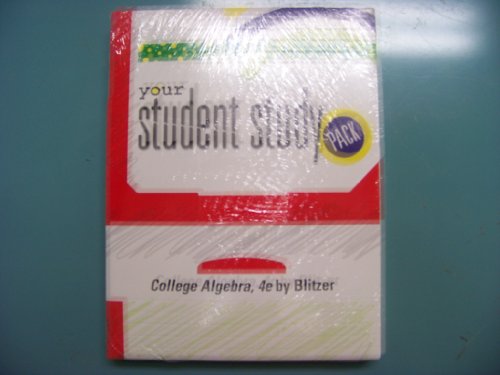 your
student study
PACK
College Algebra, 4e by Blitzer